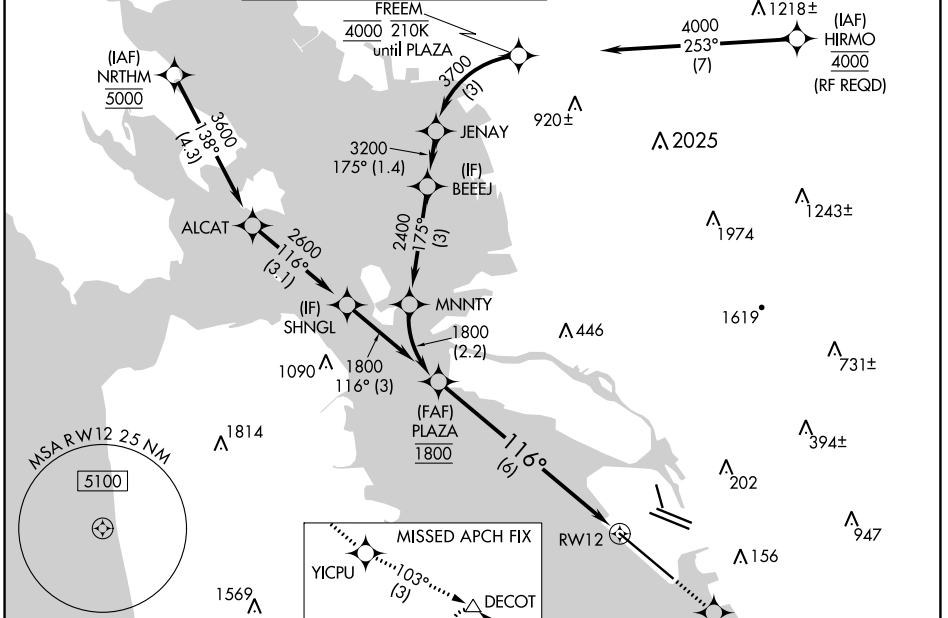 FREEM
4000 210K
until PLAZA
1218±
(IAF)
HIRMO
4000
(RF REQD)
4000
253°
(7)
(IAF)
NRTHM
5000
3700
(3)
920±
JENAY
2025
3600
138°
(4.3)
3200
175° (1.4)
(IF)
BEEEJ
1243±
1974
ALCAT
2400
175°
(3)
2600
116°
(3.1)
(IF)
SHNGL
MNNTY
1619
446
1800
(2.2)
731±
1090
1800
116° (3)
(FAF)
PLAZA
1800
394±
1814
MSA RW12 25 NM
5100
116°
(6)
202
947
RW12
156
MISSED APCH FIX
YICPU
103°
(3)
DECOT
1569